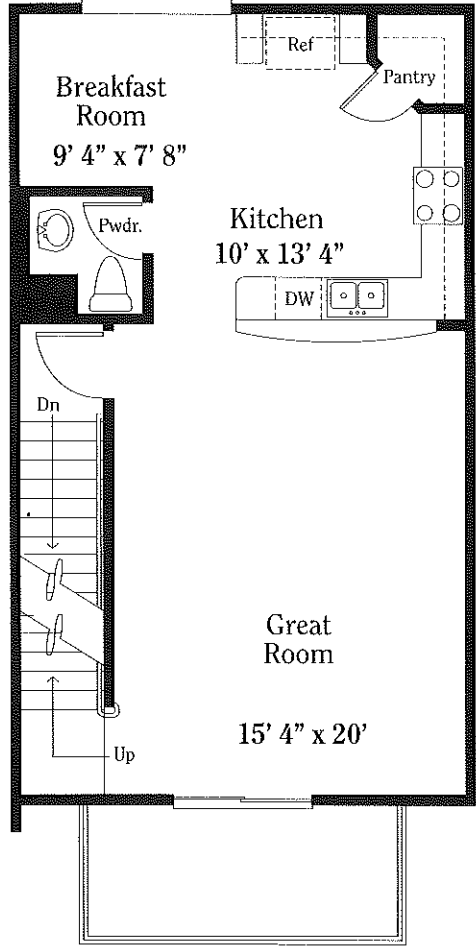 Ref
Pantry
Breakfast
Room
9' 4" x 7' 8"
Pwdr.
Kitchen
10' x 13' 4"
DW
Dn
Great
Room
15' 4" x 20'
Up